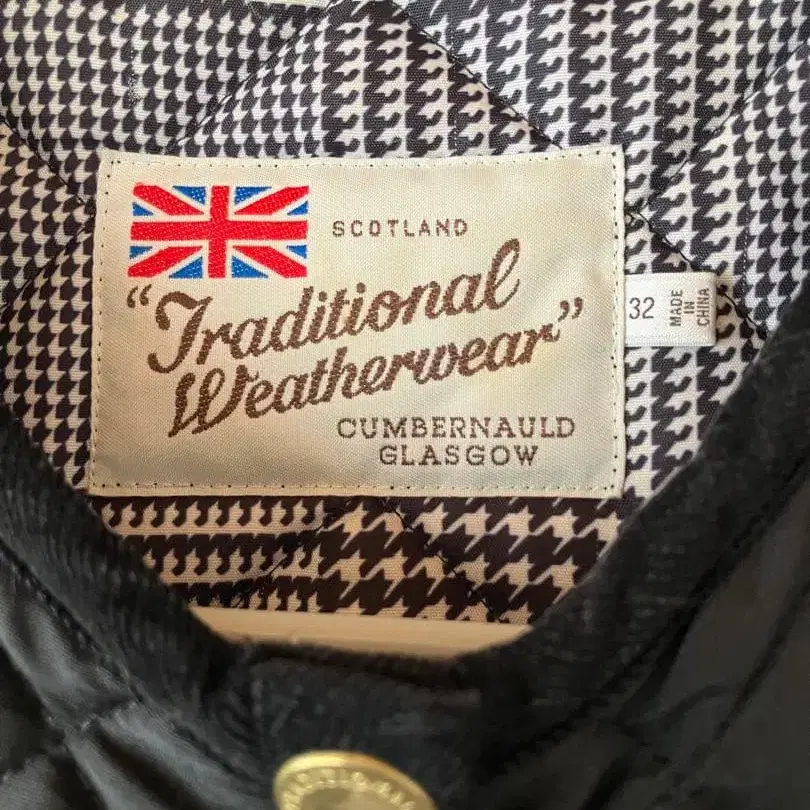 SCOTLAND
"Traditional
Weatherwear"
CUMBERNAULD
GLASGOW
32
MADE
IN
CHINA